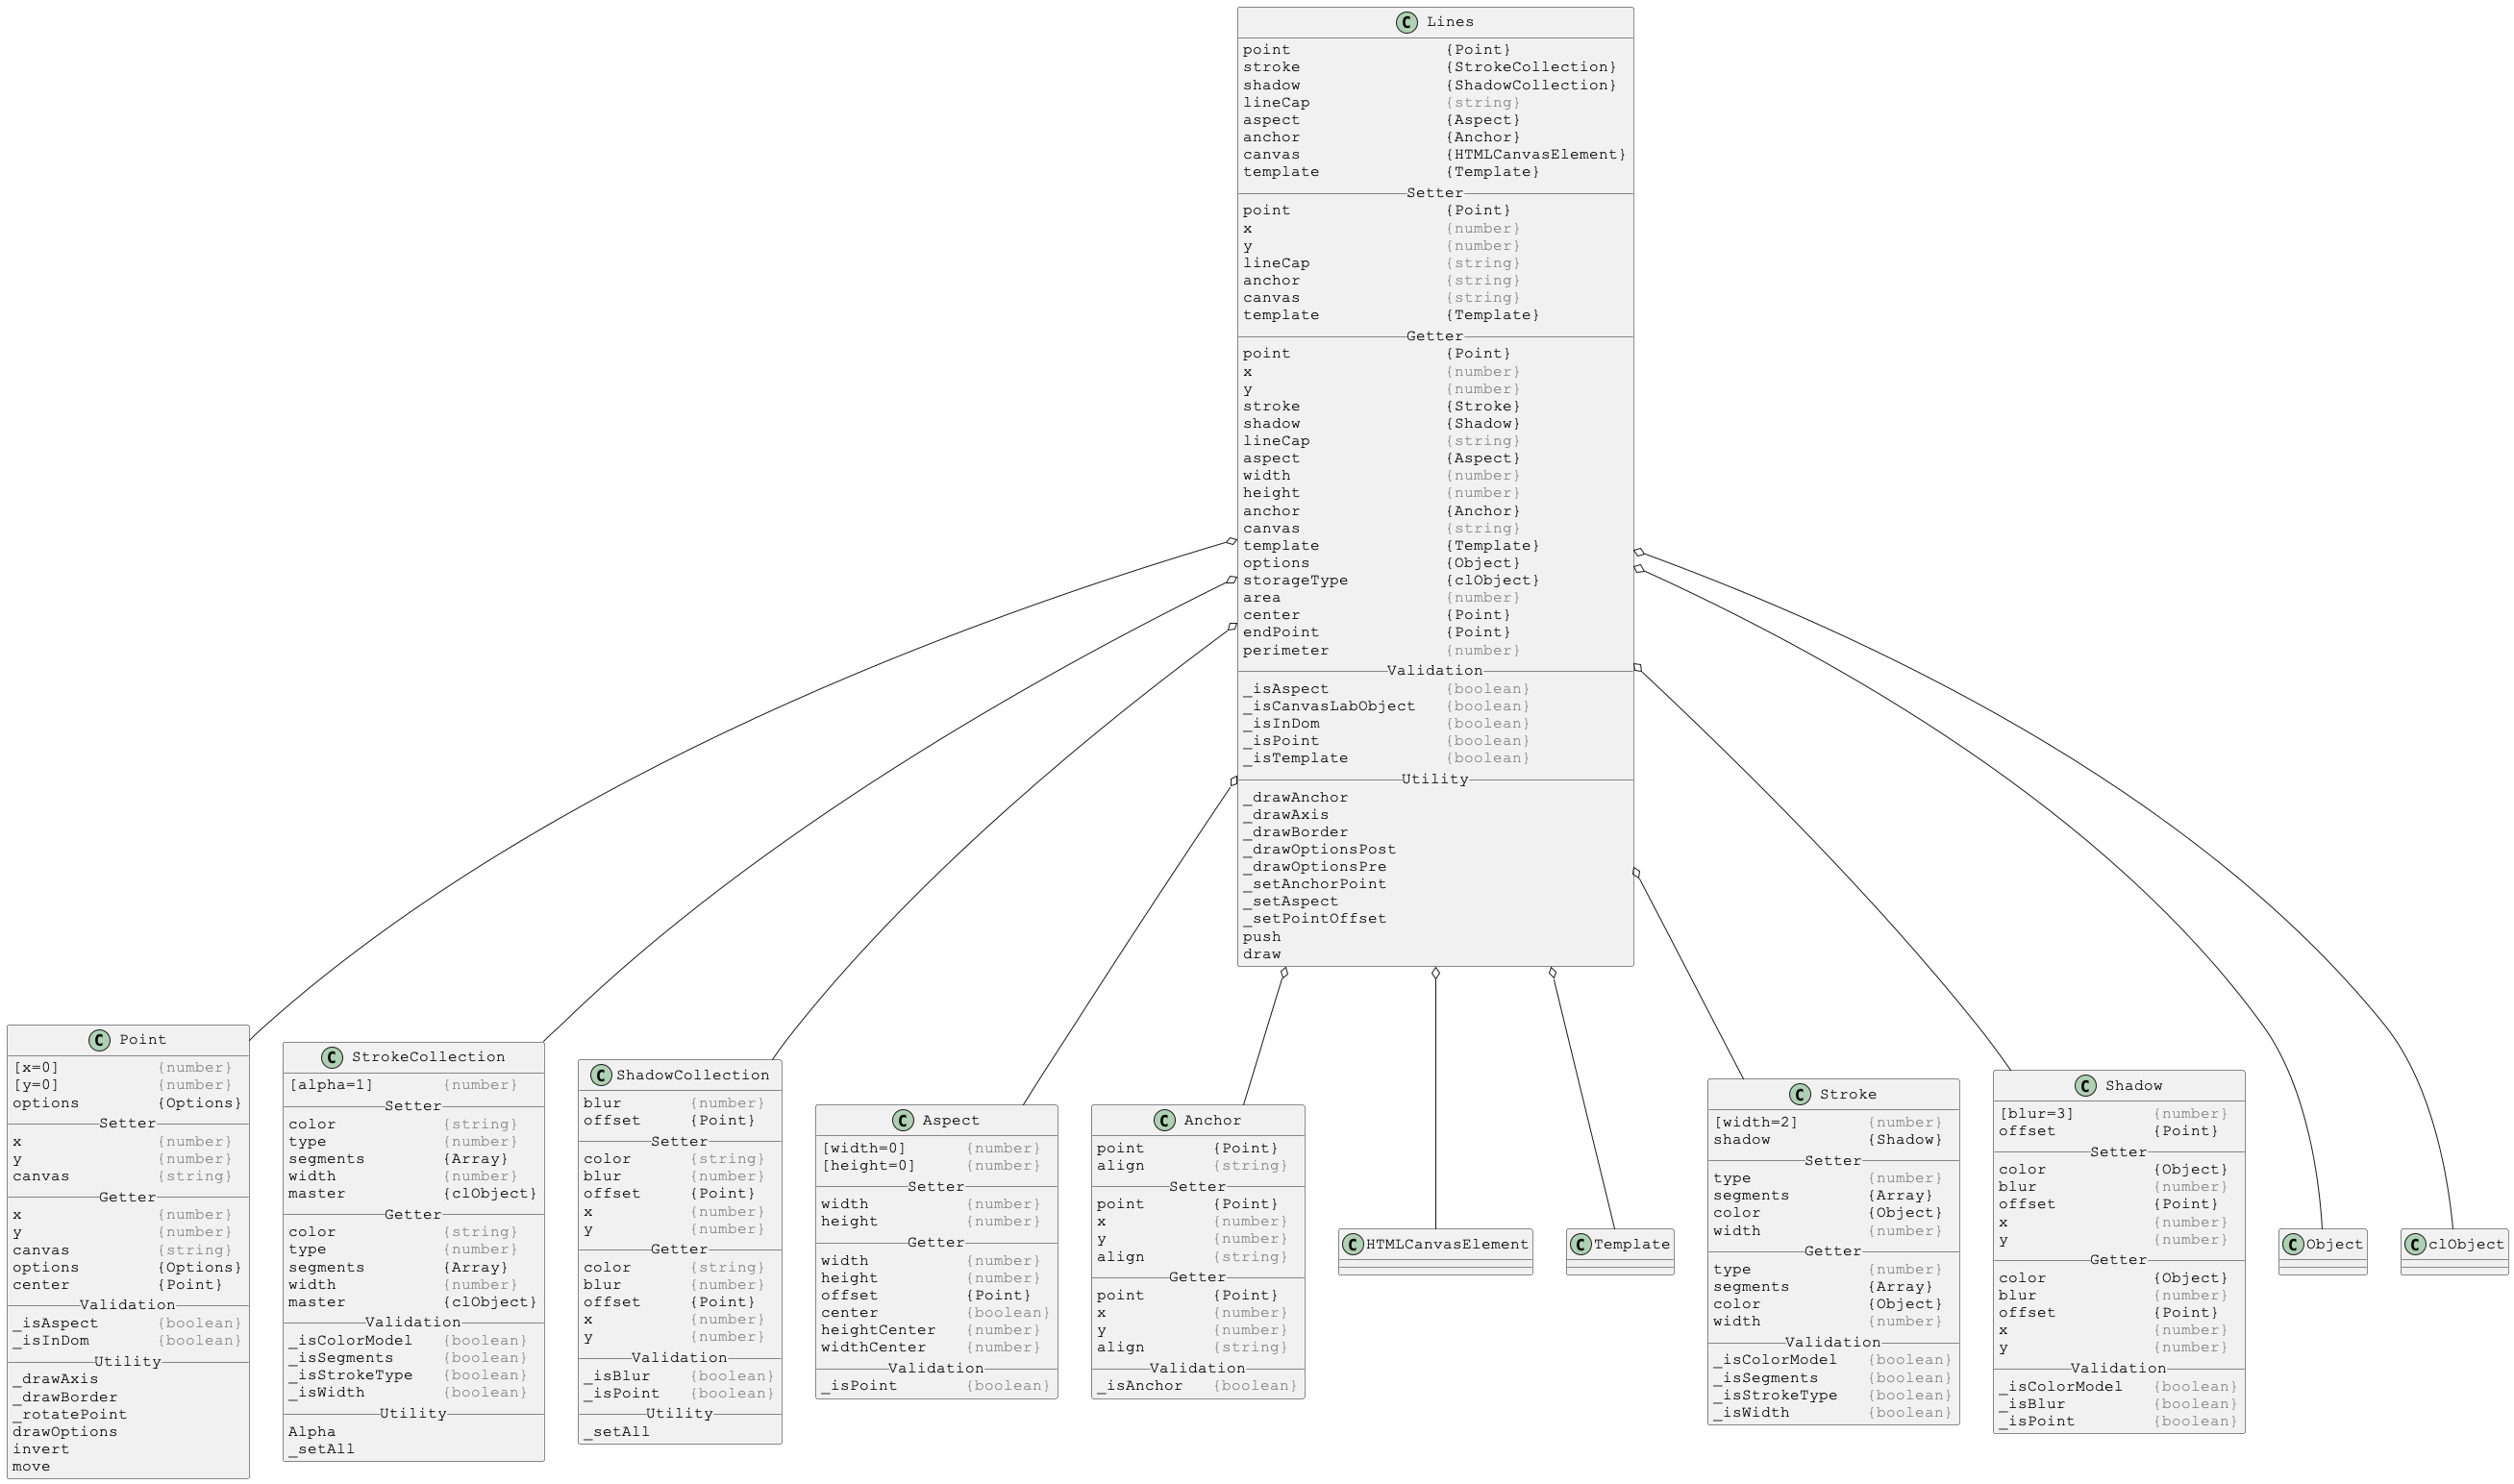 C Lines
point {Point}
stroke {StrokeCollection}
shadow {ShadowCollection}
lineCap {string}
aspect {Aspect}
anchor {Anchor}
canvas {HTMLCanvasElement}
template {Template}
Setter
point {Point}
x {number}
y {number}
lineCap {string}
anchor {string}
canvas {string}
template {Template}
Getter
point {Point}
x {number}
y {number}
stroke {Stroke}
shadow {Shadow}
lineCap {string}
aspect {Aspect}
width {number}
height {number}
anchor {Anchor}
canvas {string}
template {Template}
options {Object}
storageType {clObject}
area {number}
center {Point}
endPoint {Point}
perimeter {number}
Validation
_isAspect {boolean}
_isCanvasLabObject {boolean}
_isInDom {boolean}
_isPoint {boolean}
_isTemplate {boolean}
Utility
_drawAnchor
_drawAxis
_drawBorder
_drawOptionsPost
_drawOptionsPre
_setAnchorPoint
_setAspect
_setPointOffset
push
draw
C Point
[x=0] {number}
[y=0] {number}
options {Options}
Setter
x {number}
y {number}
canvas {string}
Getter
x {number}
y {number}
canvas {string}
options {Options}
center {Point}
Validation
_isAspect {boolean}
_isInDom {boolean}
Utility
_drawAxis
_drawBorder
_rotatePoint
drawOptions
invert
move
C StrokeCollection
[alpha=1] {number}
Setter
color {string}
type {number}
segments {Array}
width {number}
master {clObject}
Getter
color {string}
type {number}
segments {Array}
width {number}
master {clObject}
Validation
_isColorModel {boolean}
_isSegments {boolean}
_isStrokeType {boolean}
_isWidth {boolean}
Utility
Alpha
_setAll
C ShadowCollection
blur {number}
offset {Point}
Setter
color {string}
blur {number}
offset {Point}
x {number}
y {number}
Getter
color {string}
blur {number}
offset {Point}
x {number}
y {number}
Validation
_isBlur {boolean}
_isPoint {boolean}
Utility
_setAll
C Aspect
[width=0] {number}
[height=0] {number}
Setter
width {number}
height {number}
Getter
width {number}
height {number}
offset {Point}
center {boolean}
heightCenter {number}
widthCenter {number}
Validation
_isPoint {boolean}
C Anchor
point {Point}
align {string}
Setter
point {Point}
x {number}
y {number}
align {string}
Getter
point {Point}
x {number}
y {number}
align {string}
Validation
_isAnchor {boolean}
C HTMLCanvasElement
C Template
C Stroke
[width=2] {number}
shadow {Shadow}
Setter
type {number}
segments {Array}
color {Object}
width {number}
Getter
type {number}
segments {Array}
color {Object}
width {number}
Validation
_isColorModel {boolean}
_isSegments {boolean}
_isStrokeType {boolean}
_isWidth {boolean}
C Shadow
[blur=3] {number}
offset {Point}
Setter
color {Object}
blur {number}
offset {Point}
x {number}
y {number}
Getter
color {Object}
blur {number}
offset {Point}
x {number}
y {number}
Validation
_isColorModel {boolean}
_isBlur {boolean}
_isPoint {boolean}
C Object
C clObject